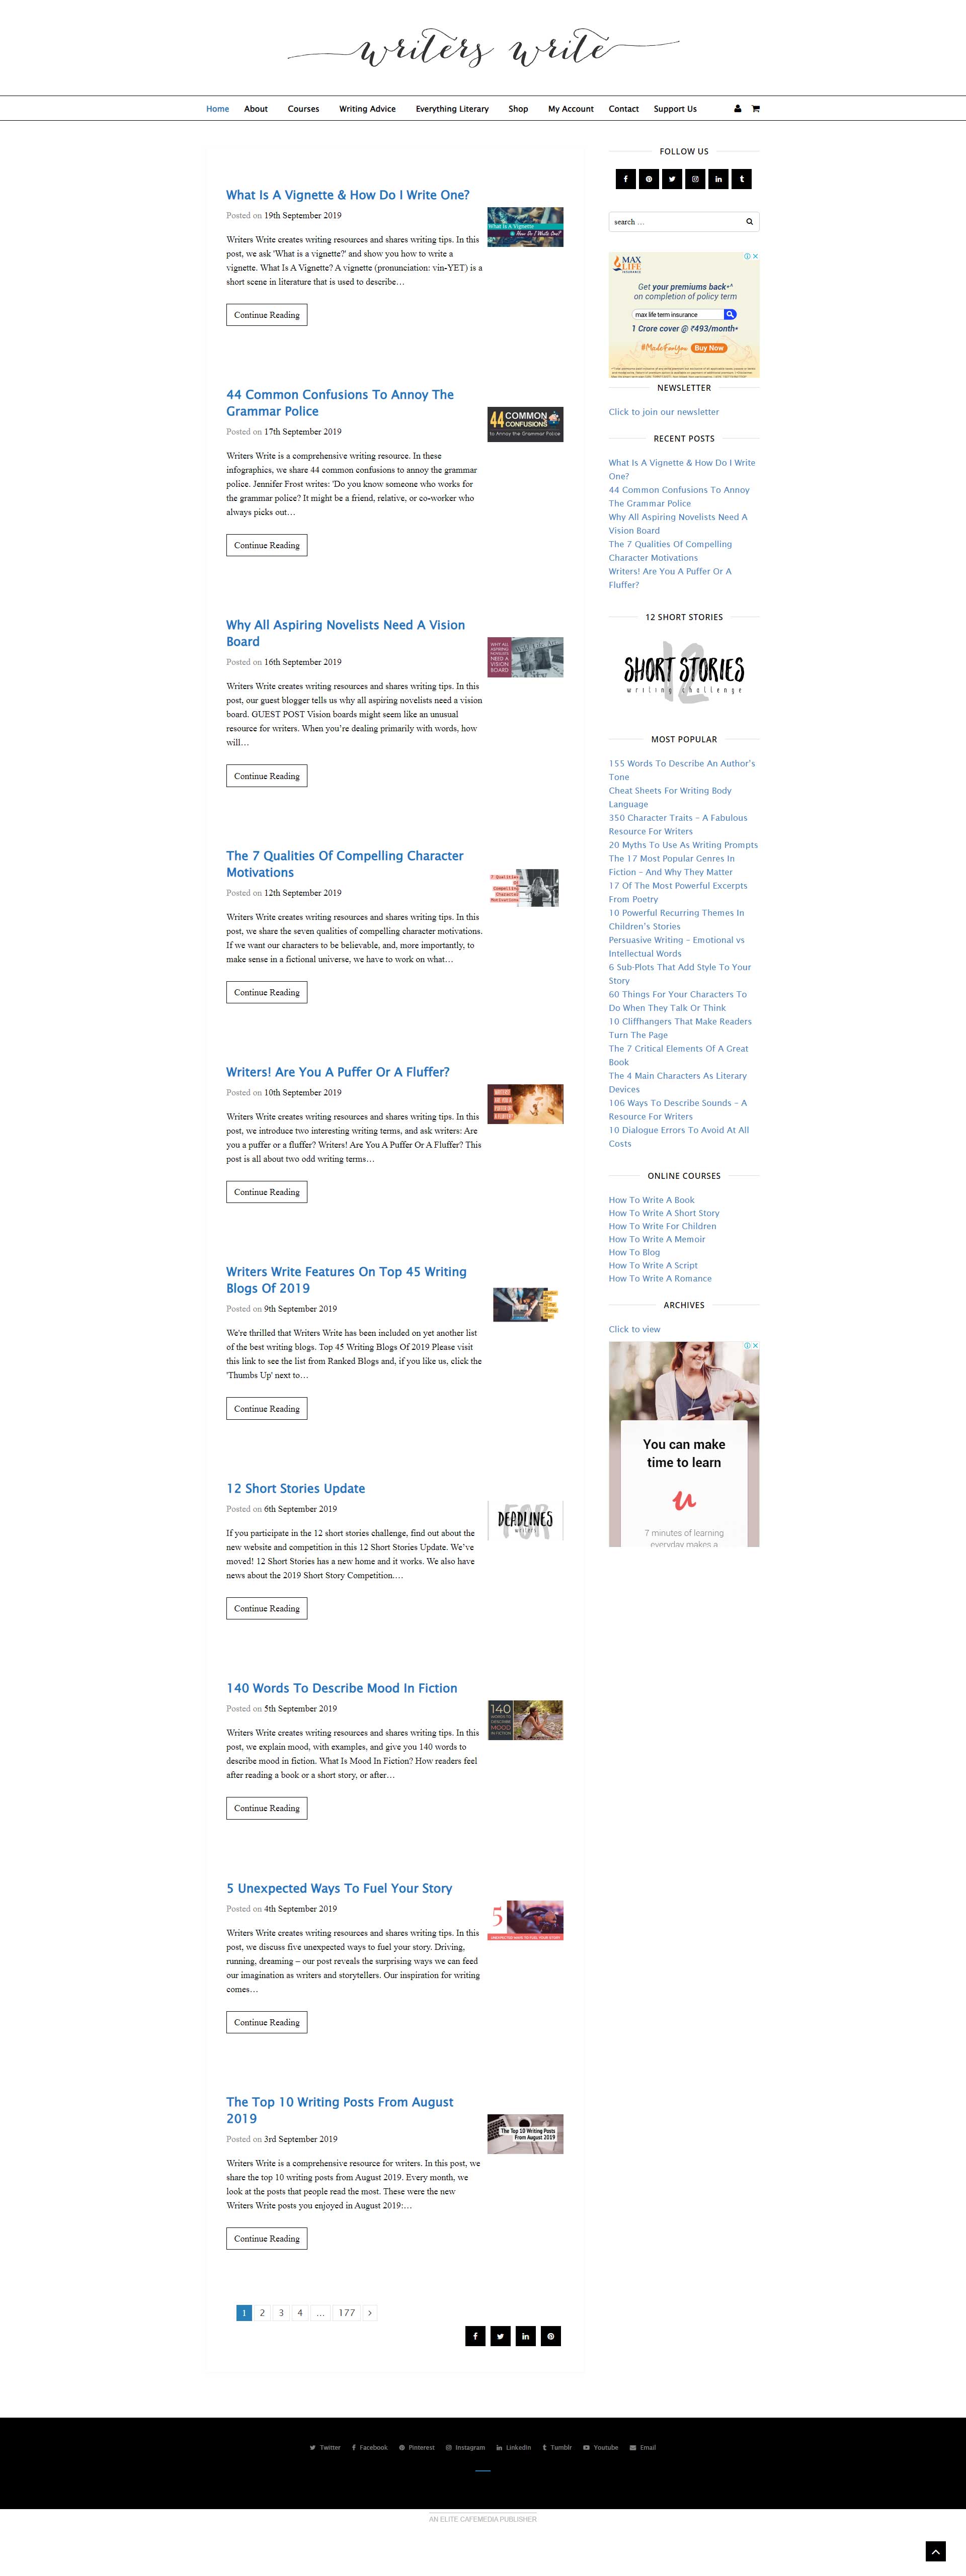 writers write
Home About Courses Writing Advice Everything Literary Shop My Account Contact Support Us
What Is A Vignette & How Do I Write One?
Posted on 19th September 2019
What Is A Vignette
& How Do I Write One?
Writers Write creates writing resources and shares writing tips. In this
post, we ask 'What is a vignette?' and show you how to write a
vignette. What Is A Vignette? A vignette (pronunciation: vin-YET) is a
short scene in literature that is used to describe…
Continue Reading
44 Common Confusions To Annoy The
Grammar Police
Posted on 17th September 2019
44 COMMON
CONFUSIONS
to Annoy the Grammar Police
Writers Write is a comprehensive writing resource. In these
infographics, we share 44 common confusions to annoy the grammar
police. Jennifer Frost writes: 'Do you know someone who works for
the grammar police? It might be a friend, relative, or co-worker who
always picks out…
Continue Reading
Why All Aspiring Novelists Need A Vision
Board
Posted on 16th September 2019
WHY ALL
ASPIRING
NOVELISTS
NEED A
VISION
BOARD
Writers Write creates writing resources and shares writing tips. In this
post, our guest blogger tells us why all aspiring novelists need a vision
board. GUEST POST Vision boards might seem like an unusual
resource for writers. When you're dealing primarily with words, how
will…
Continue Reading
The 7 Qualities Of Compelling Character
Motivations
Posted on 12th September 2019
7 Qualities
Of
Compelling
Character
Motivations
Writers Write creates writing resources and shares writing tips. In this
post, we share the seven qualities of compelling character motivations.
If we want our characters to be believable, and, more importantly, to
make sense in a fictional universe, we have to work on what…
Continue Reading
Writers! Are You A Puffer Or A Fluffer?
Posted on 10th September 2019
Writers Write creates writing resources and shares writing tips. In this
post, we introduce two interesting writing terms, and ask writers: Are
you a puffer or a fluffer? Writers! Are You A Puffer Or A Fluffer? This
post is all about two odd writing terms…
Continue Reading
Writers Write Features On Top 45 Writing
Blogs Of 2019
Posted on 9th September 2019
We're thrilled that Writers Write has been included on yet another list
of the best writing blogs. Top 45 Writing Blogs Of 2019 Please visit
this link to see the list from Ranked Blogs and, if you like us, click the
'Thumbs Up' next to…
Continue Reading
12 Short Stories Update
Posted on 6th September 2019
FOR
DEADLINES
writers
If you participate in the 12 short stories challenge, find out about the
new website and competition in this 12 Short Stories Update. We've
moved! 12 Short Stories has a new home and it works. We also have
news about the 2019 Short Story Competition.…
Continue Reading
140 Words To Describe Mood In Fiction
Posted on 5th September 2019
140
WORDS TO
DESCRIBE
MOOD
IN FICTION
Writers Write creates writing resources and shares writing tips. In this
post, we explain mood, with examples, and give you 140 words to
describe mood in fiction. What Is Mood In Fiction? How readers feel
after reading a book or a short story, or after…
Continue Reading
5 Unexpected Ways To Fuel Your Story
Posted on 4th September 2019
5
UNEXPECTED WAYS TO FUEL YOUR STORY
Writers Write creates writing resources and shares writing tips. In this
post, we discuss five unexpected ways to fuel your story. Driving,
running, dreaming – our post reveals the surprising ways we can feed
our imagination as writers and storytellers. Our inspiration for writing
comes…
Continue Reading
The Top 10 Writing Posts From August
2019
Posted on 3rd September 2019
The Top 10 Writing Posts
From August 2019
Writers Write is a comprehensive resource for writers. In this post, we
share the top 10 writing posts from August 2019. Every month, we
look at the posts that people read the most. These were the new
Writers Write posts you enjoyed in August 2019:…
Continue Reading
1 2 3 4 … 177 ›
FOLLOW US
search …
MAX
LIFE
INSURANCE
Get your premiums back*^
on completion of policy term
max life term insurance
1 Crore cover @ ₹493/month*
#MadeForYou Buy Now
NEWSLETTER
Click to join our newsletter
RECENT POSTS
What Is A Vignette & How Do I Write
One?
44 Common Confusions To Annoy
The Grammar Police
Why All Aspiring Novelists Need A
Vision Board
The 7 Qualities Of Compelling
Character Motivations
Writers! Are You A Puffer Or A
Fluffer?
12 SHORT STORIES
12
SHORT STORIES
writing challenge
MOST POPULAR
155 Words To Describe An Author's
Tone
Cheat Sheets For Writing Body
Language
350 Character Traits – A Fabulous
Resource For Writers
20 Myths To Use As Writing Prompts
The 17 Most Popular Genres In
Fiction – And Why They Matter
17 Of The Most Powerful Excerpts
From Poetry
10 Powerful Recurring Themes In
Children's Stories
Persuasive Writing – Emotional vs
Intellectual Words
6 Sub-Plots That Add Style To Your
Story
60 Things For Your Characters To
Do When They Talk Or Think
10 Cliffhangers That Make Readers
Turn The Page
The 7 Critical Elements Of A Great
Book
The 4 Main Characters As Literary
Devices
106 Ways To Describe Sounds – A
Resource For Writers
10 Dialogue Errors To Avoid At All
Costs
ONLINE COURSES
How To Write A Book
How To Write A Short Story
How To Write For Children
How To Write A Memoir
How To Blog
How To Write A Script
How To Write A Romance
ARCHIVES
Click to view
You can make
time to learn
7 minutes of learning
everyday makes a
Twitter Facebook Pinterest Instagram LinkedIn Tumblr Youtube Email
AN ELITE CAFEMEDIA PUBLISHER